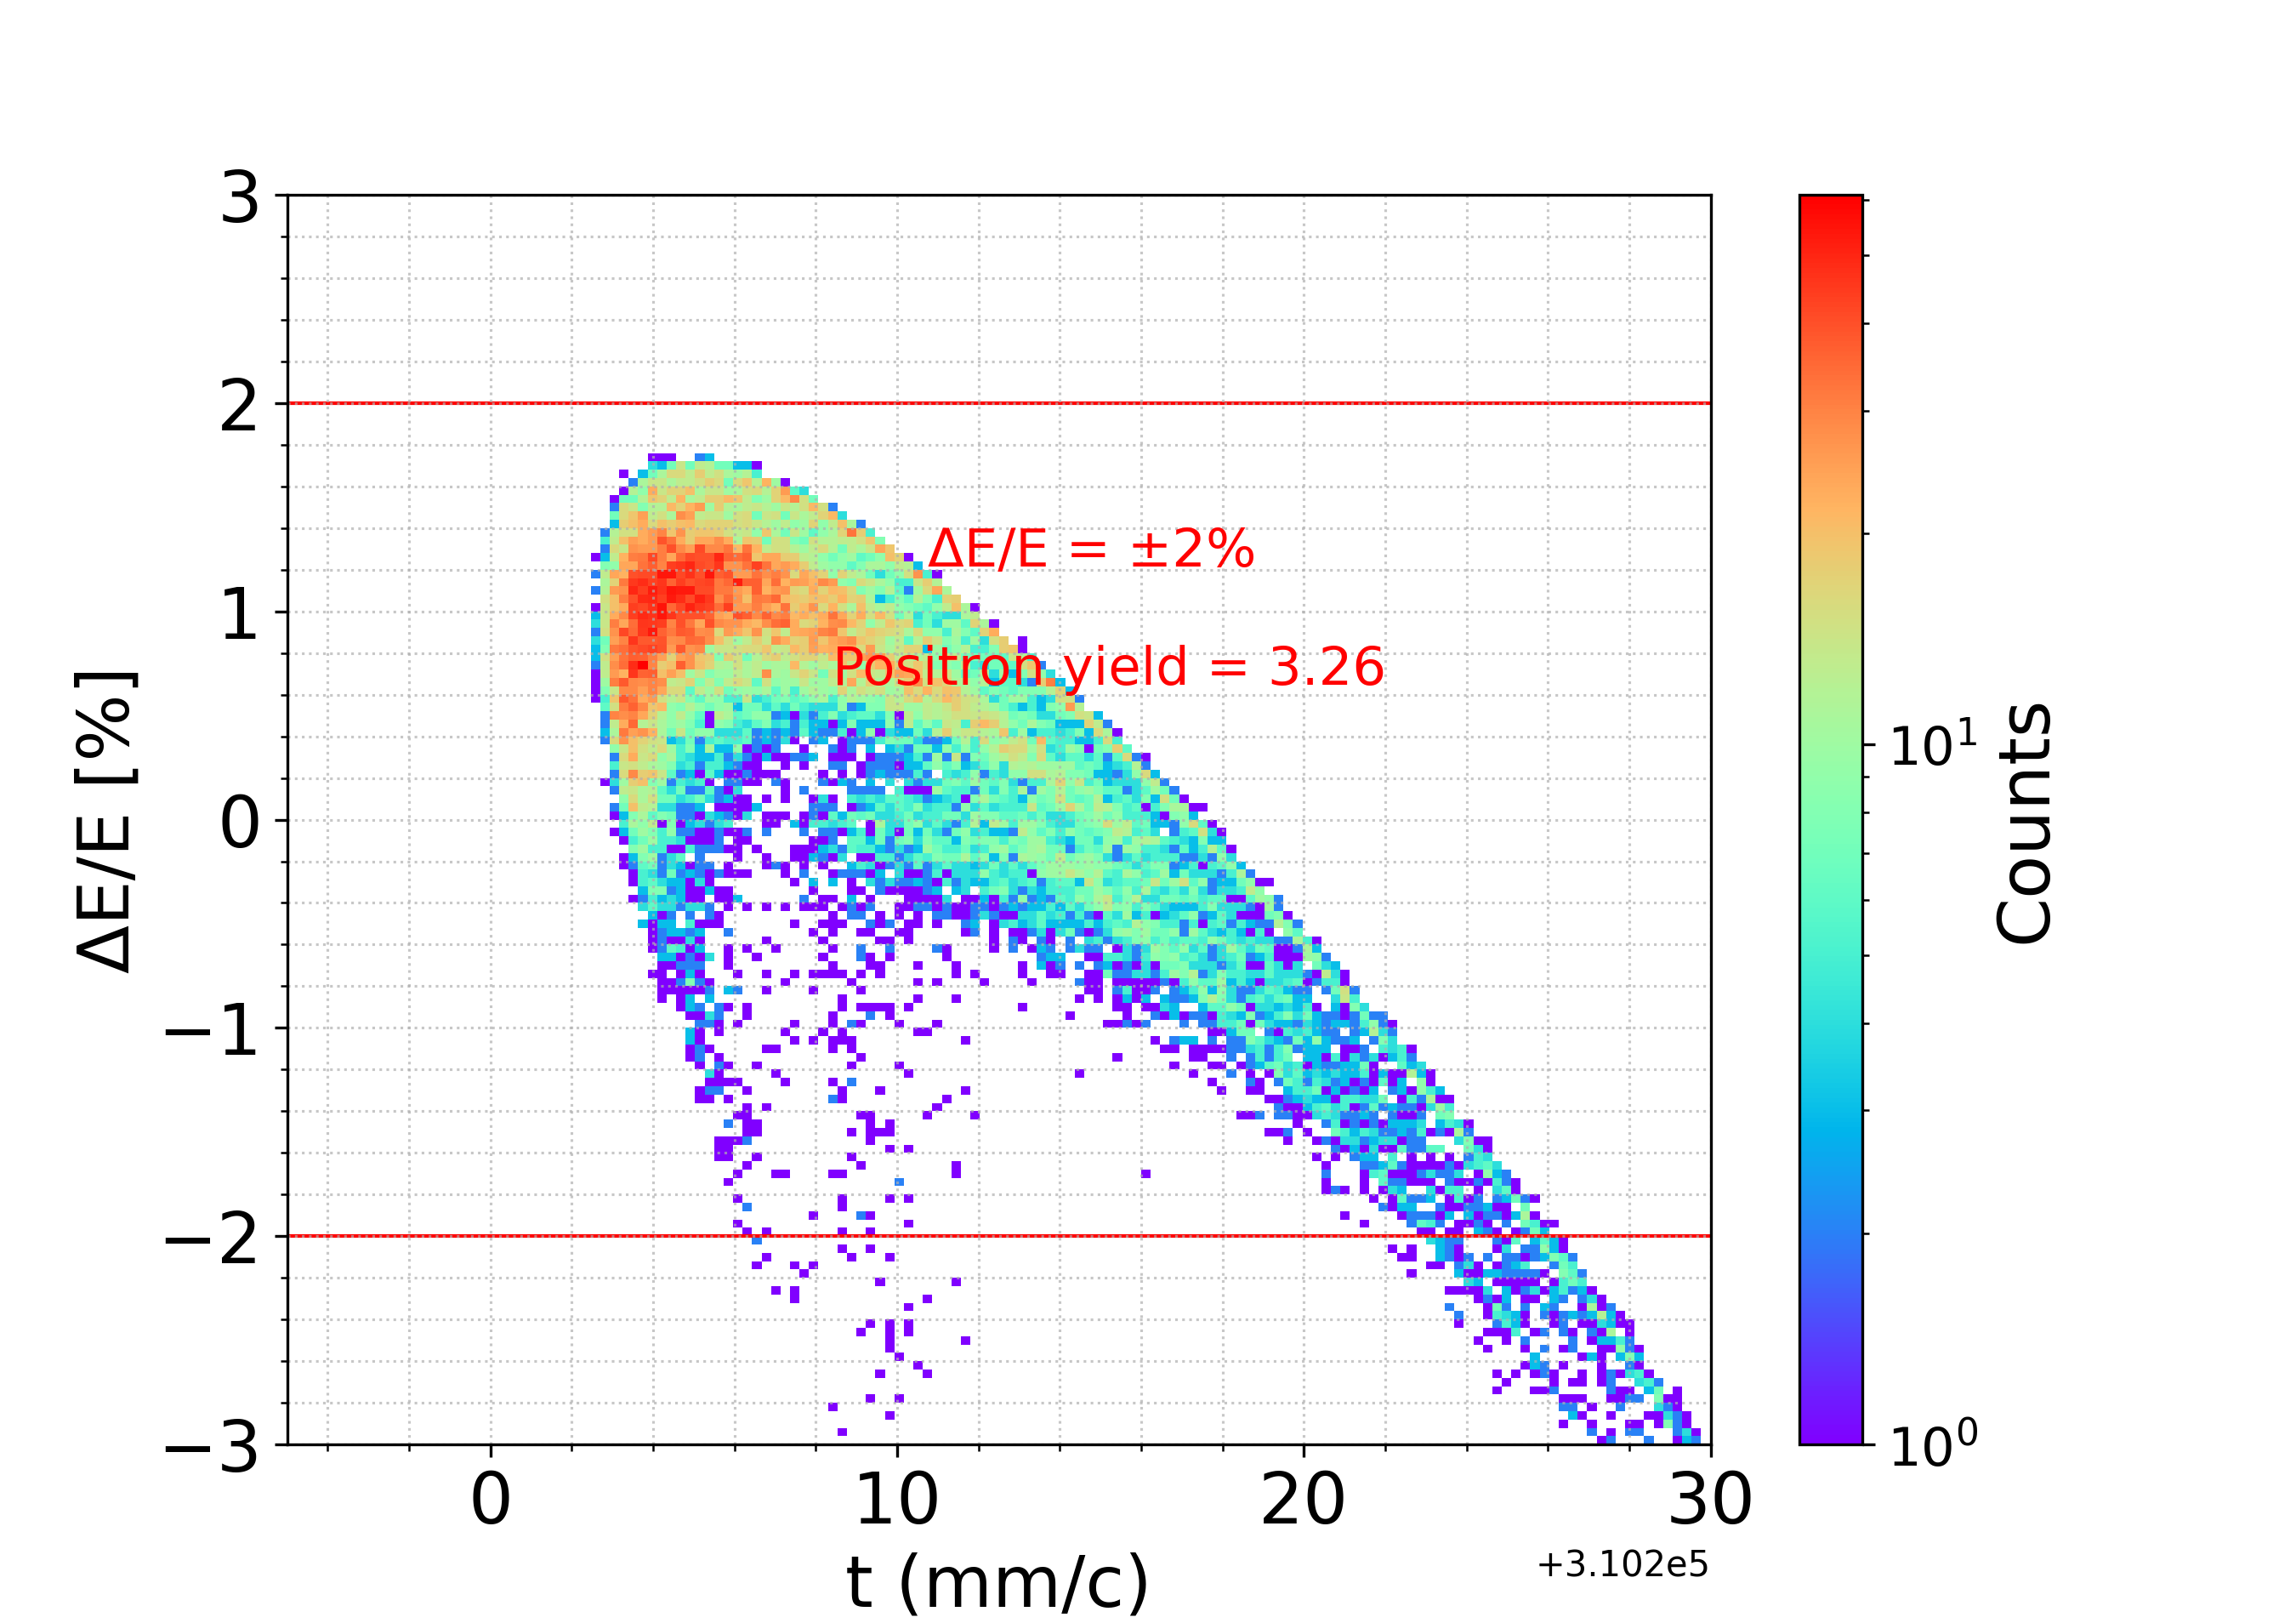 3
2
1
0
−1
−2
−3
ΔE/E [%]
ΔE/E = ±2%
Positron yield = 3.26
0
10
20
30
t (mm/c)
+3.102e5
10¹
10⁰
Counts